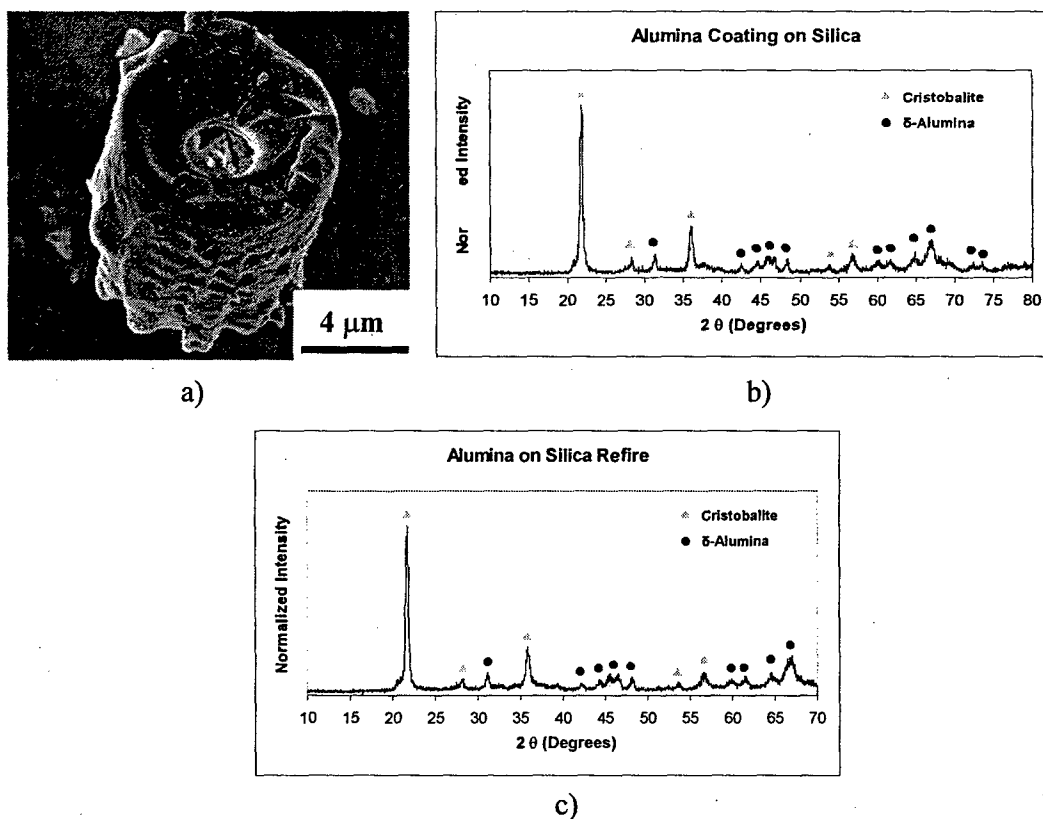 4 μm
a)
Alumina Coating on Silica
Cristobalite
δ-Alumina
Nor ed Intensity
10 15 20 25 30 35 40 45 50 55 60 65 70 75 80
2 θ (Degrees)
b)
Alumina on Silica Refire
Cristobalite
δ-Alumina
Normalized Intensity
10 15 20 25 30 35 40 45 50 55 60 65 70
2 θ (Degrees)
c)